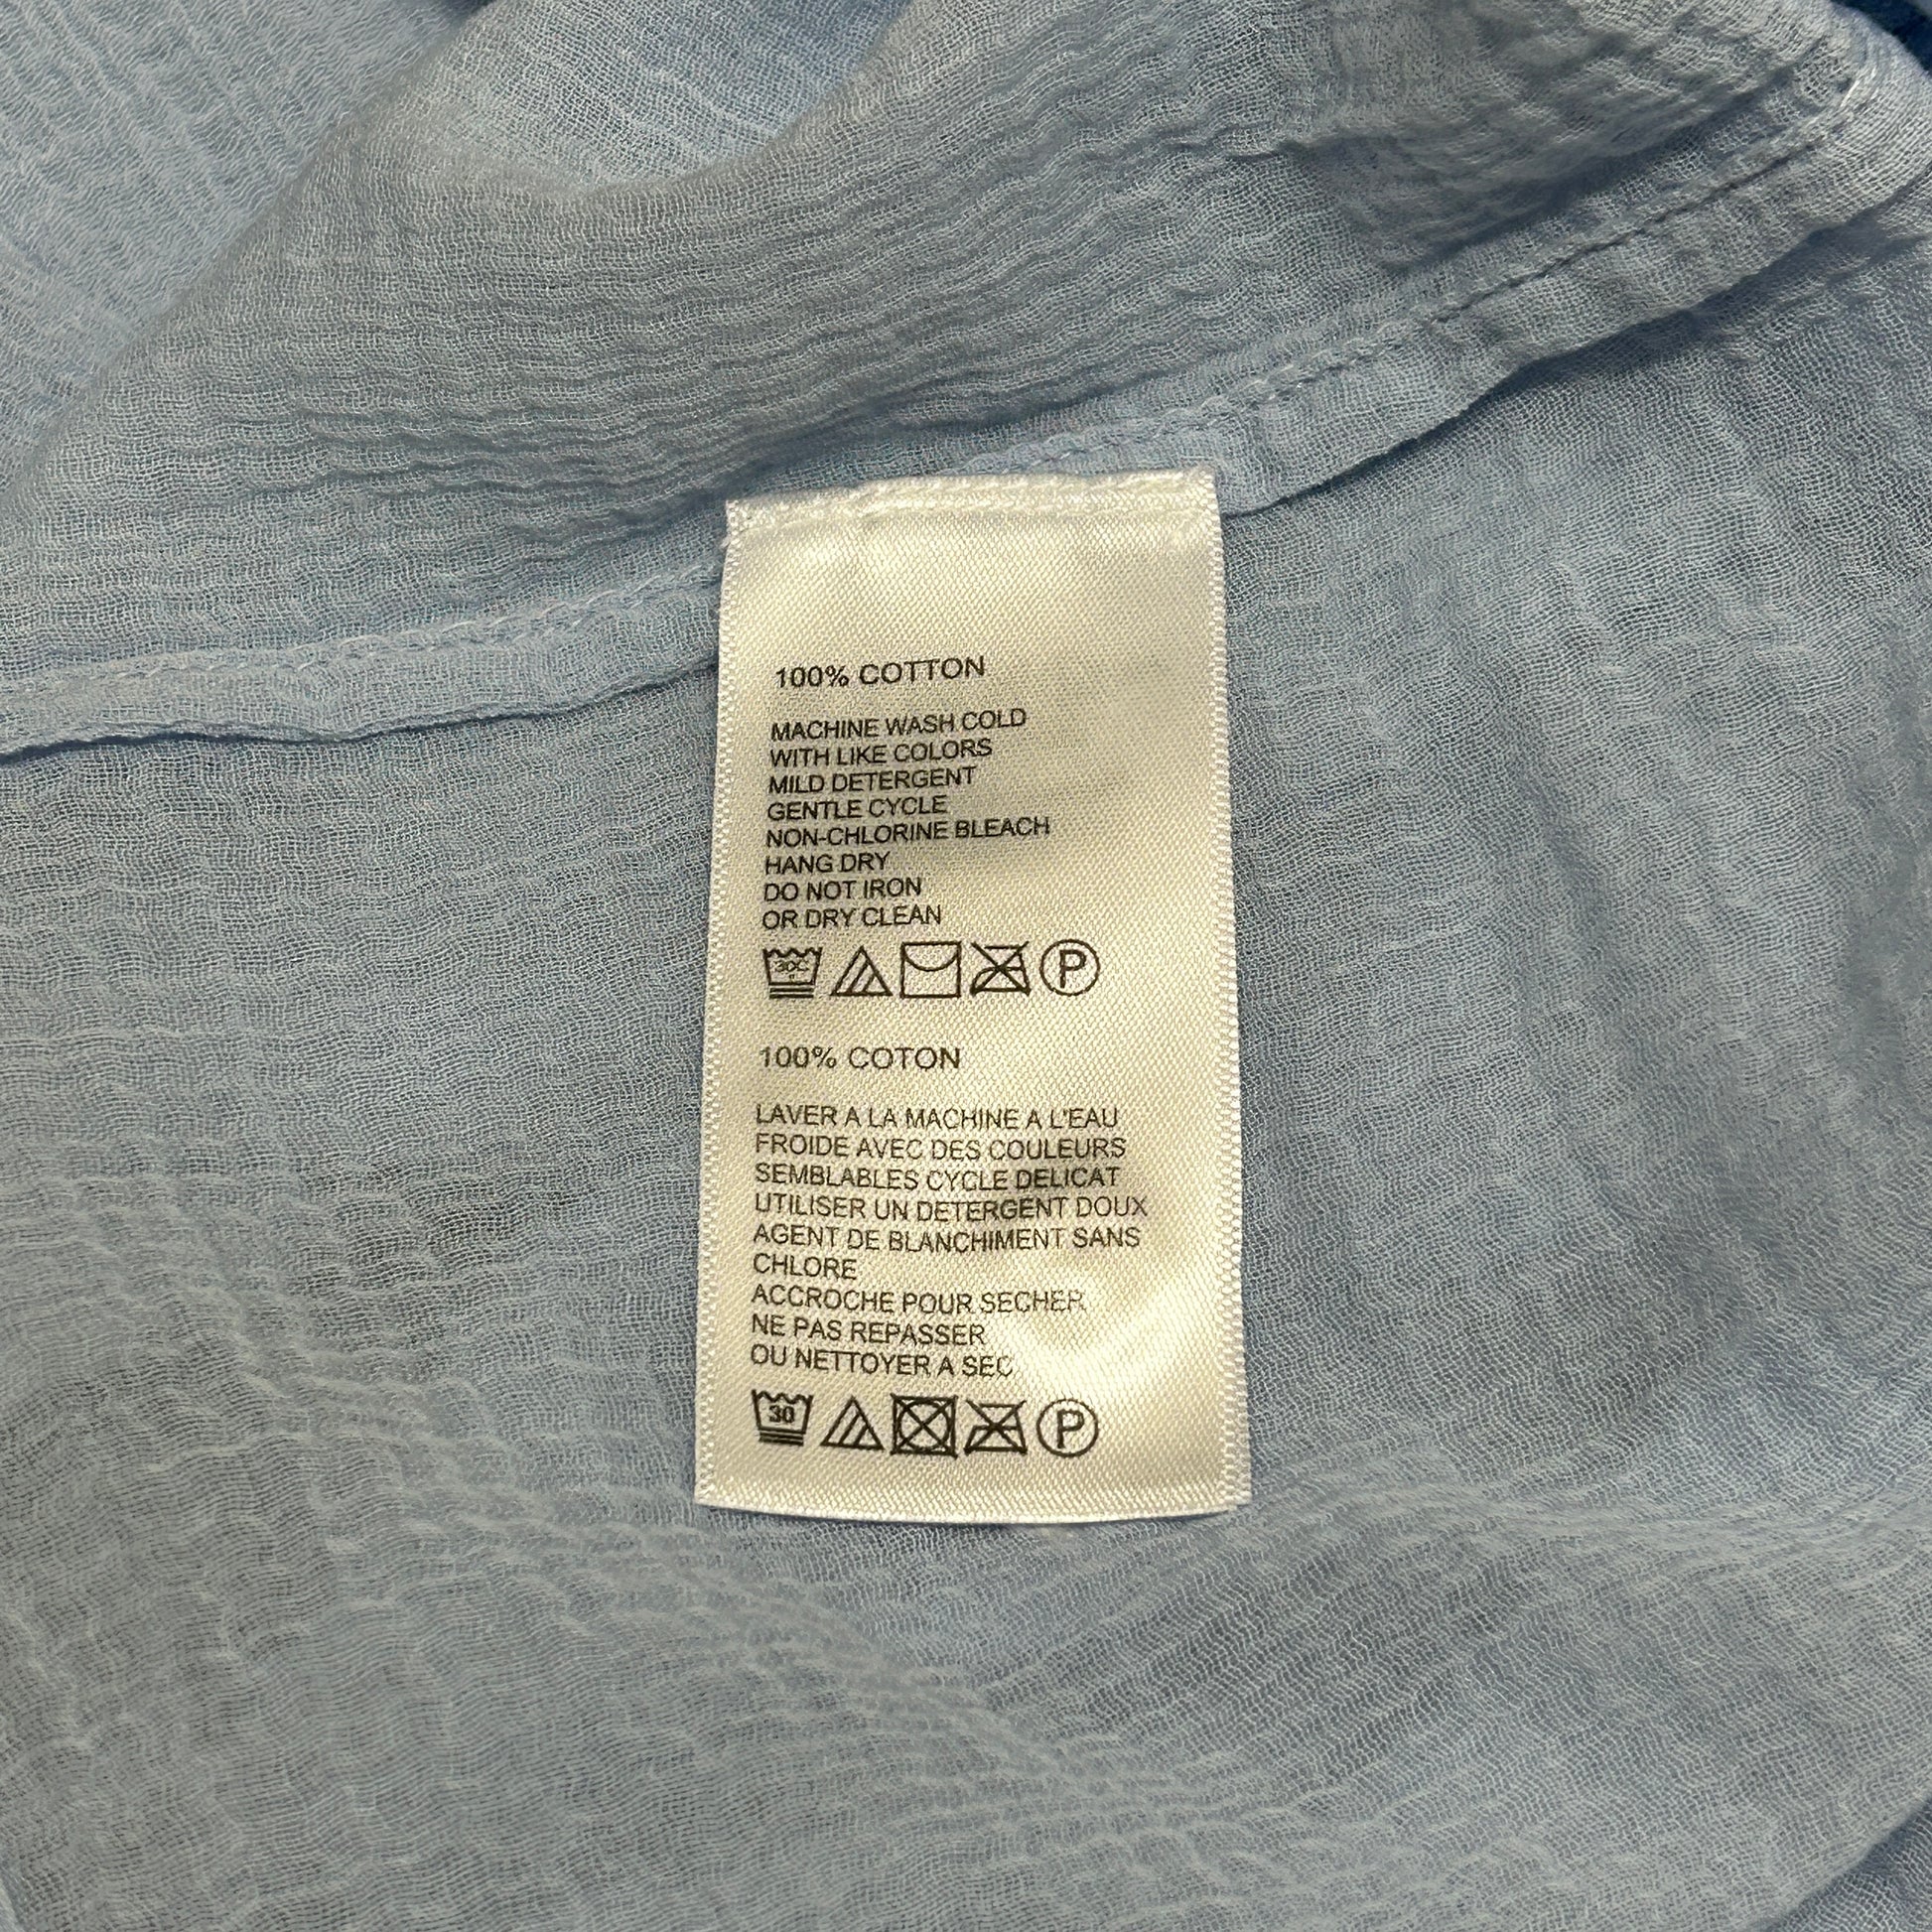 100% COTTON
MACHINE WASH COLD
WITH LIKE COLORS
MILD DETERGENT
GENTLE CYCLE
NON-CHLORINE BLEACH
HANG DRY
DO NOT IRON
OR DRY CLEAN
30C P
100% COTON
LAVER A LA MACHINE A L'EAU
FROIDE AVEC DES COULEURS
SEMBLABLES CYCLE DELICAT
UTILISER UN DETERGENT DOUX
AGENT DE BLANCHIMENT SANS
CHLORE
ACCROCHE POUR SECHER
NE PAS REPASSER
OU NETTOYER A SEC
30 P